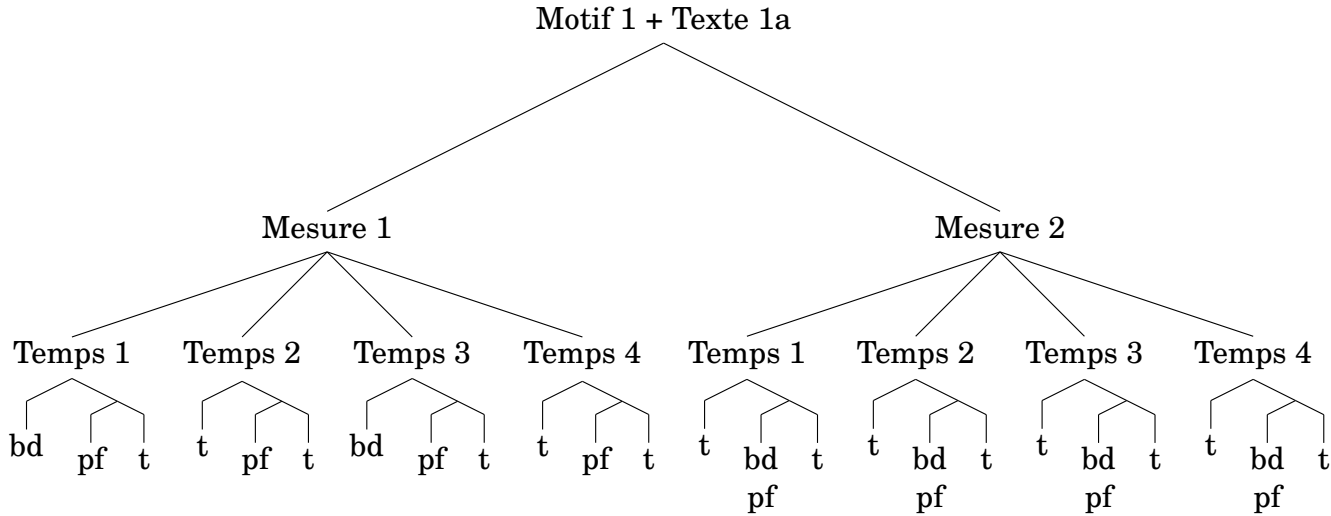 Motif 1 + Texte 1a
Mesure 1 Mesure 2
Temps 1 Temps 2 Temps 3 Temps 4 Temps 1 Temps 2 Temps 3 Temps 4
bd pf t t pf t bd pf t t pf t t bd t t bd t t bd t t bd t
pf pf pf pf